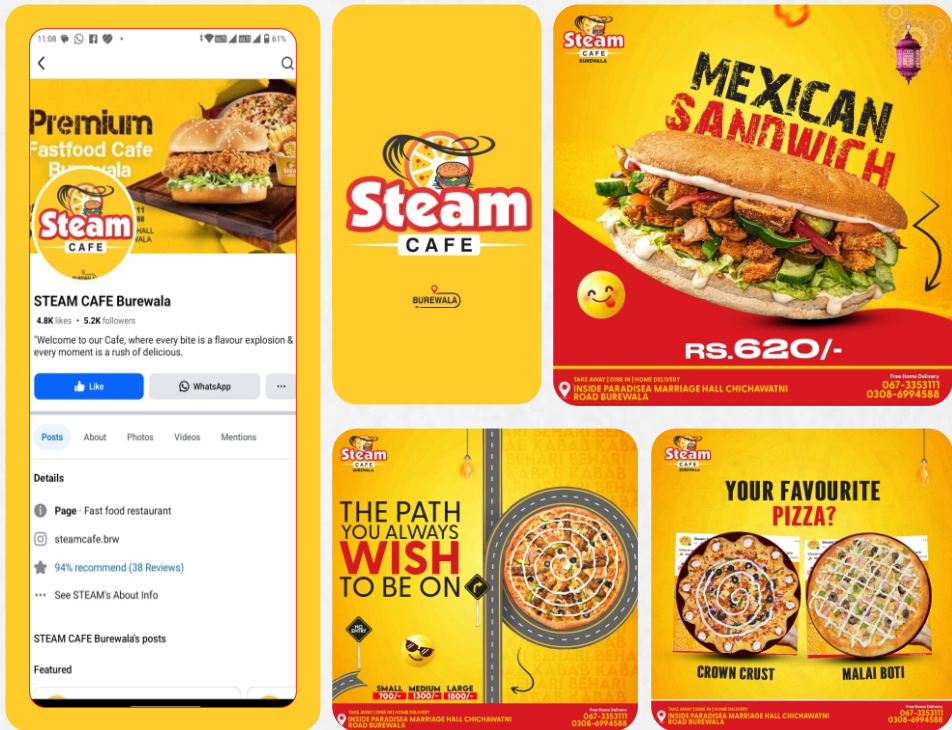 11:08
61%
Premium
Fastfood Cafe
Burewala
Steam
CAFE
STEAM CAFE Burewala
4.8K likes • 5.2K followers
"Welcome to our Cafe, where every bite is a flavour explosion &
every moment is a rush of delicious.
Like
WhatsApp
Posts
About
Photos
Videos
Mentions
Details
Page · Fast food restaurant
steamcafe.brw
94% recommend (38 Reviews)
See STEAM's About Info
STEAM CAFE Burewala's posts
Featured
Steam
CAFE
BUREWALA
Steam
CAFE
BUREWALA
MEXICAN
SANDWICH
RS.620/-
TAKE AWAY | DINE IN | HOME DELIVERY
INSIDE PARADISEA MARRIAGE HALL CHICHAWATNI
ROAD BUREWALA
Free Home Delivery
067-3353111
0308-6994588
Steam
CAFE
BUREWALA
THE PATH
YOU ALWAYS
WISH
TO BE ON
NO
ENTRY
SMALL MEDIUM LARGE
700/- 1300/- 1800/-
TAKE AWAY | DINE IN | HOME DELIVERY
INSIDE PARADISEA MARRIAGE HALL CHICHAWATNI
ROAD BUREWALA
Free Home Delivery
067-3353111
0308-6994588
Steam
CAFE
BUREWALA
YOUR FAVOURITE
PIZZA?
CROWN CRUST
MALAI BOTI
TAKE AWAY | DINE IN | HOME DELIVERY
INSIDE PARADISEA MARRIAGE HALL CHICHAWATNI
ROAD BUREWALA
Free Home Delivery
067-3353111
0308-6994588